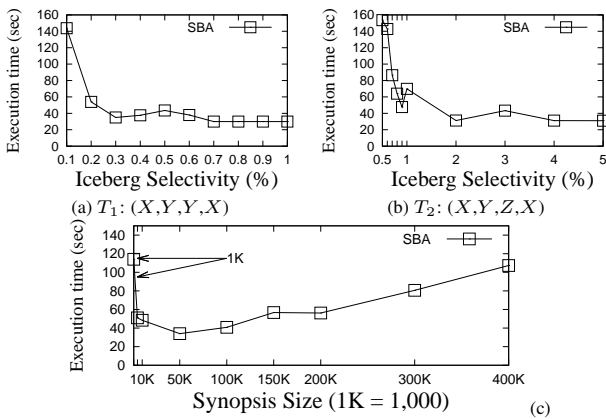 Execution time (sec)
160
140
120
100
80
60
40
20
0
SBA
0.1 0.2 0.3 0.4 0.5 0.6 0.7 0.8 0.9 1
Iceberg Selectivity (%)
(a) T1: (X,Y,Y,X)
Execution time (sec)
160
140
120
100
80
60
40
20
0
SBA
0.5 1 2 3 4 5
Iceberg Selectivity (%)
(b) T2: (X,Y,Z,X)
Execution time (sec)
140
120
100
80
60
40
20
0
SBA
1K
10K 50K 100K 150K 200K 300K 400K
Synopsis Size (1K = 1,000)
(c)